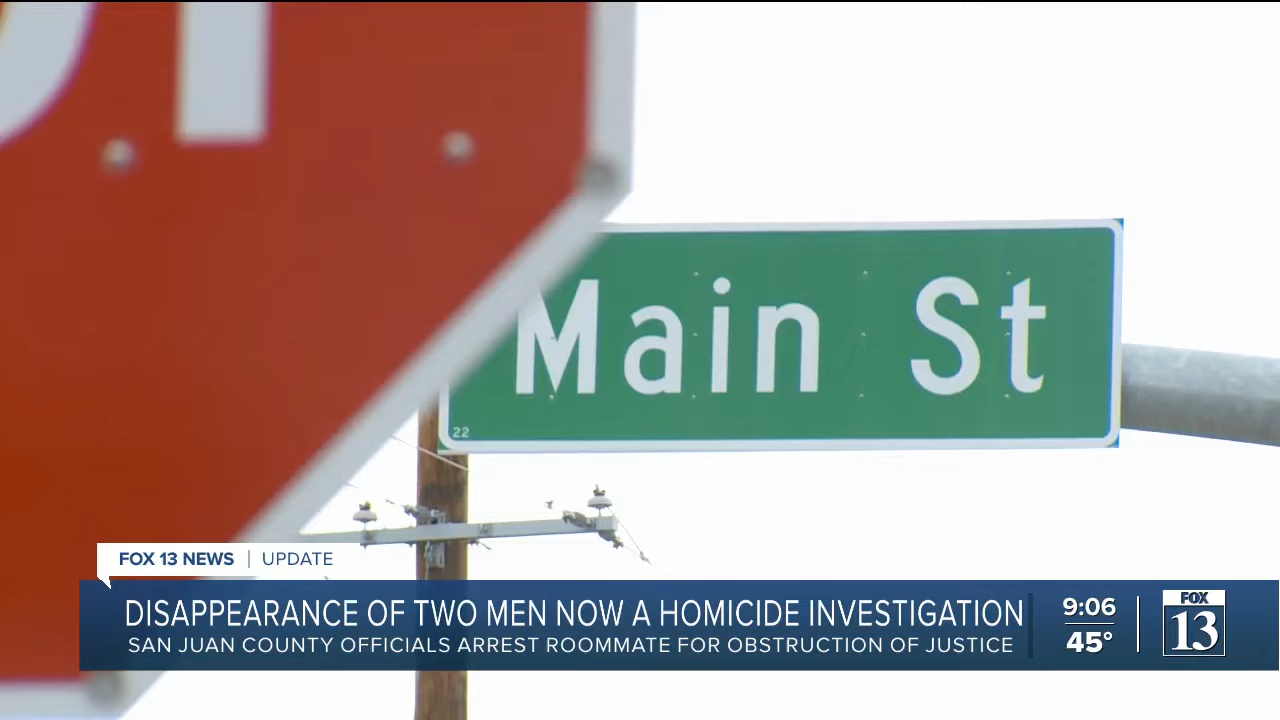 Main St
22
FOX 13 NEWS | UPDATE
DISAPPEARANCE OF TWO MEN NOW A HOMICIDE INVESTIGATION
SAN JUAN COUNTY OFFICIALS ARREST ROOMMATE FOR OBSTRUCTION OF JUSTICE
9:06
45°
FOX
13